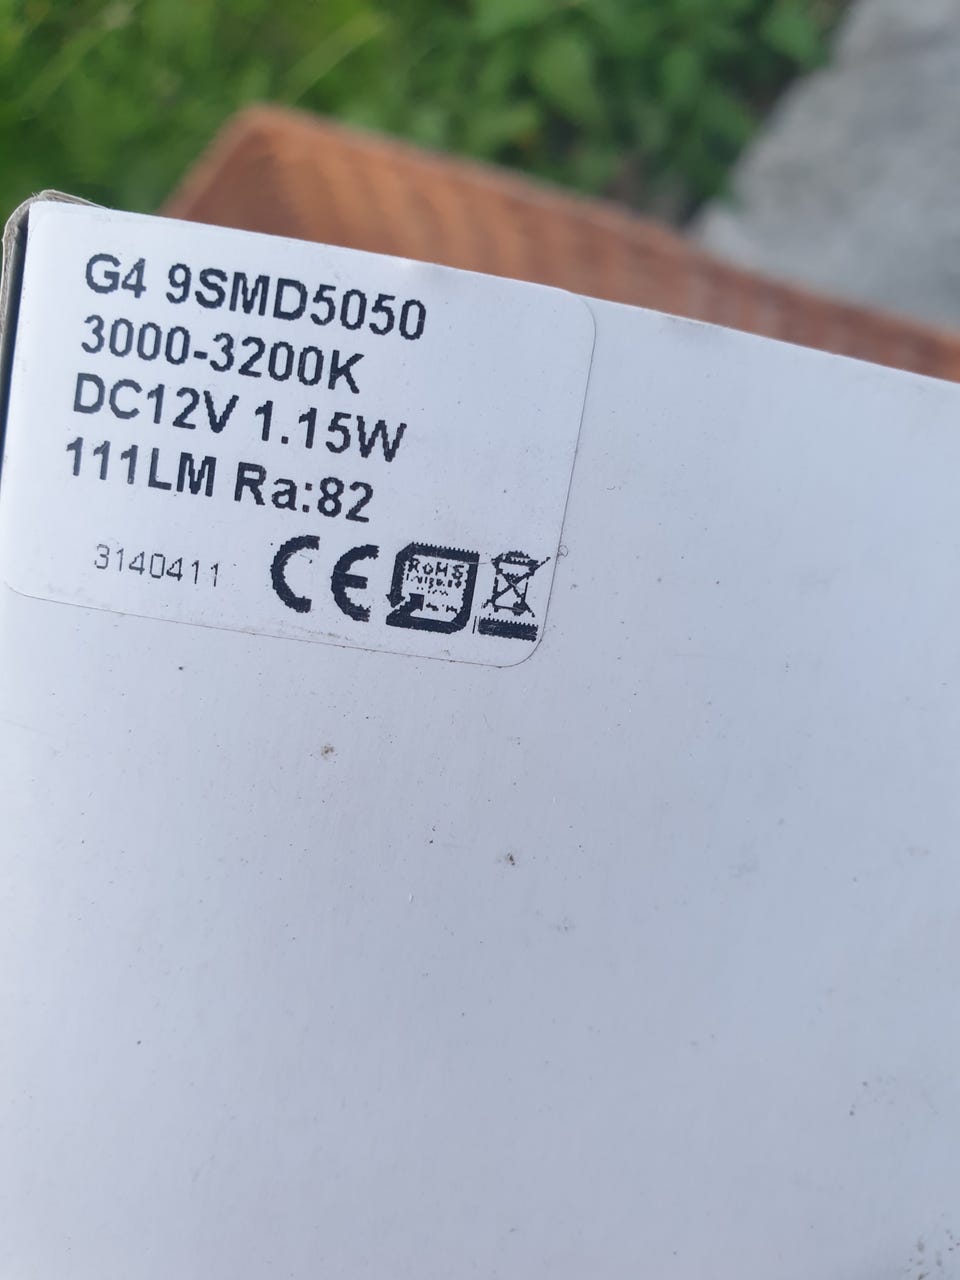 G4 9SMD5050
3000-3200K
DC12V 1.15W
111LM Ra:82
3140411 CE RoHS